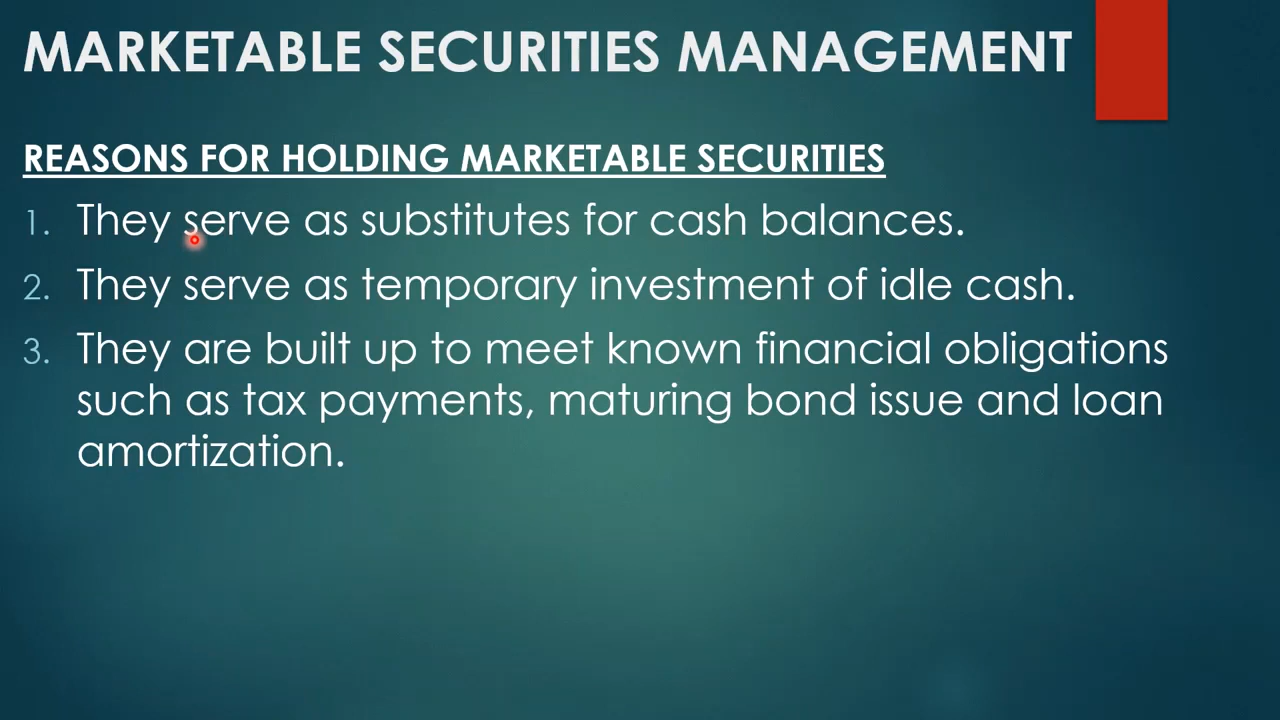 MARKETABLE SECURITIES MANAGEMENT
REASONS FOR HOLDING MARKETABLE SECURITIES
1. They serve as substitutes for cash balances.
2. They serve as temporary investment of idle cash.
3. They are built up to meet known financial obligations
such as tax payments, maturing bond issue and loan
amortization.